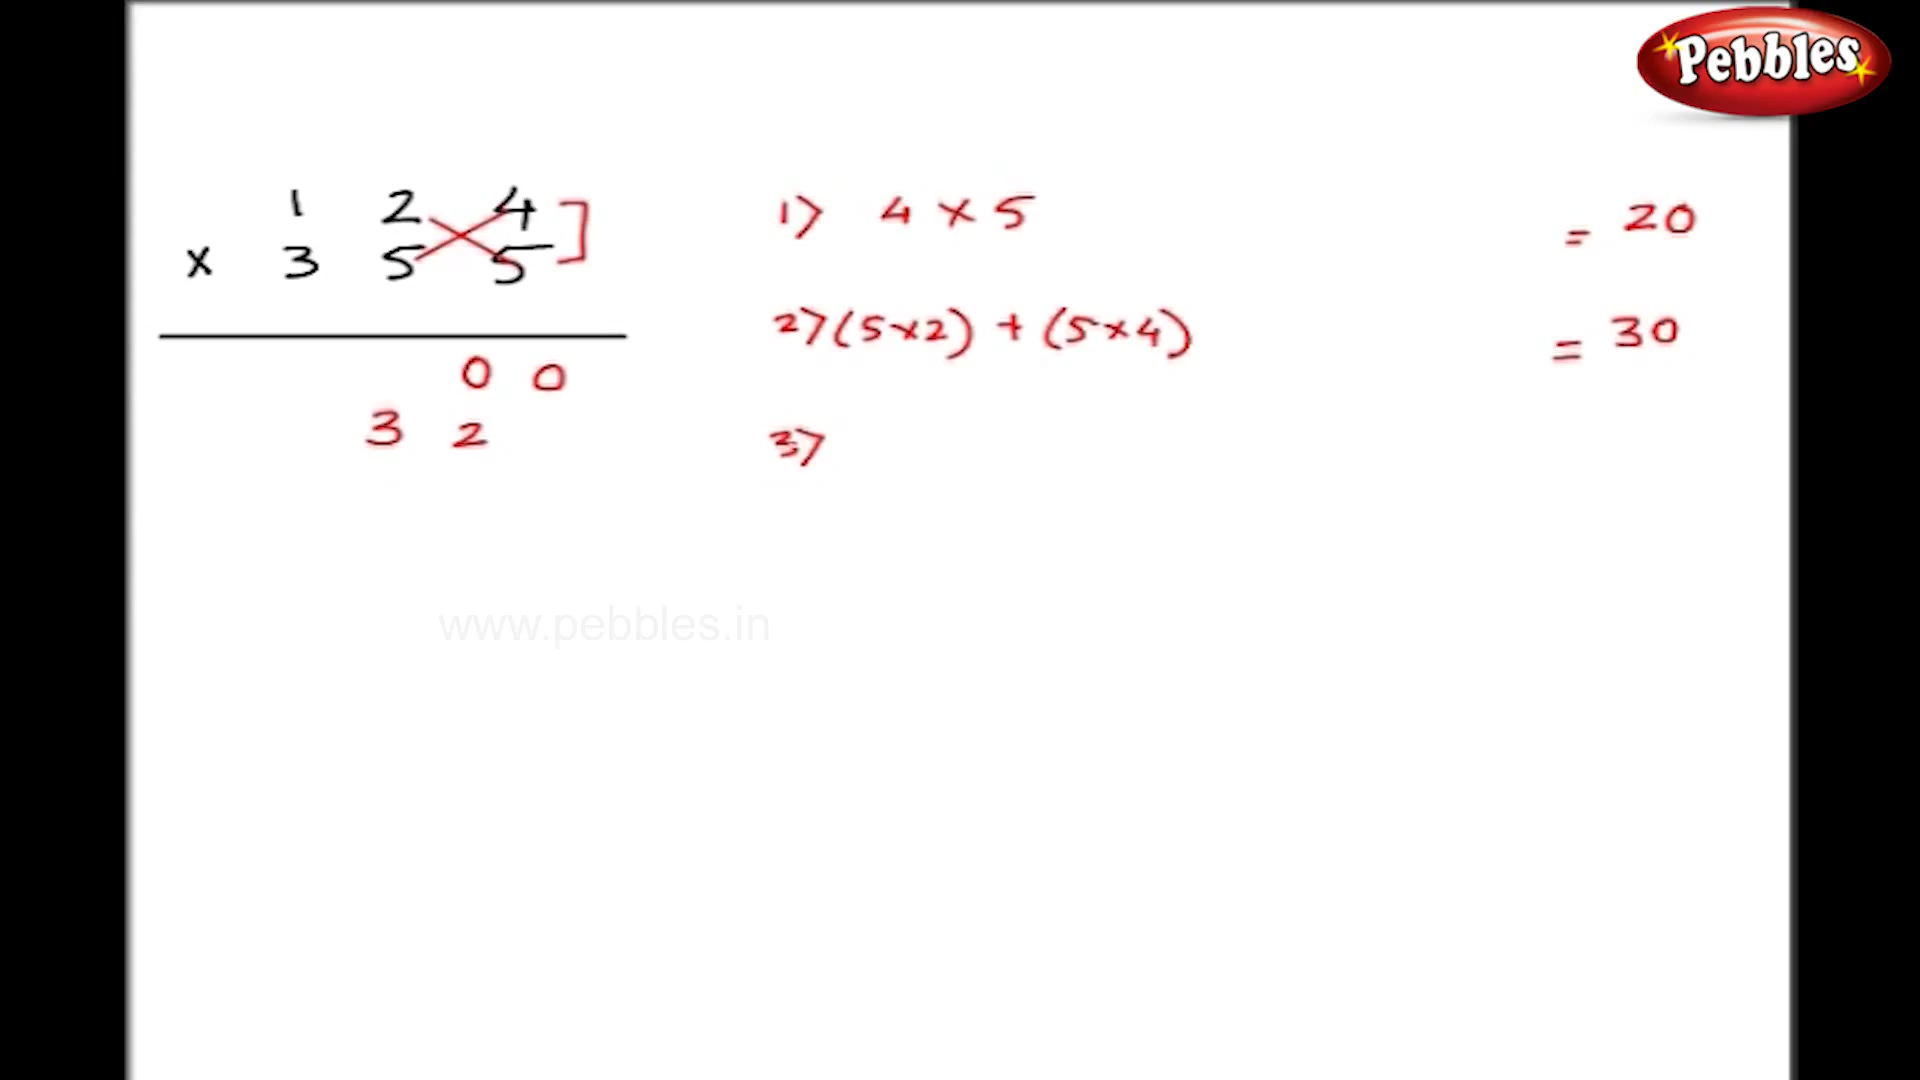 Pebbles
1 2 4
x 3 5 5
0 0
3 2
1) 4 x 5 = 20
2) (5x2) + (5x4) = 30
3)
www.pebbles.in